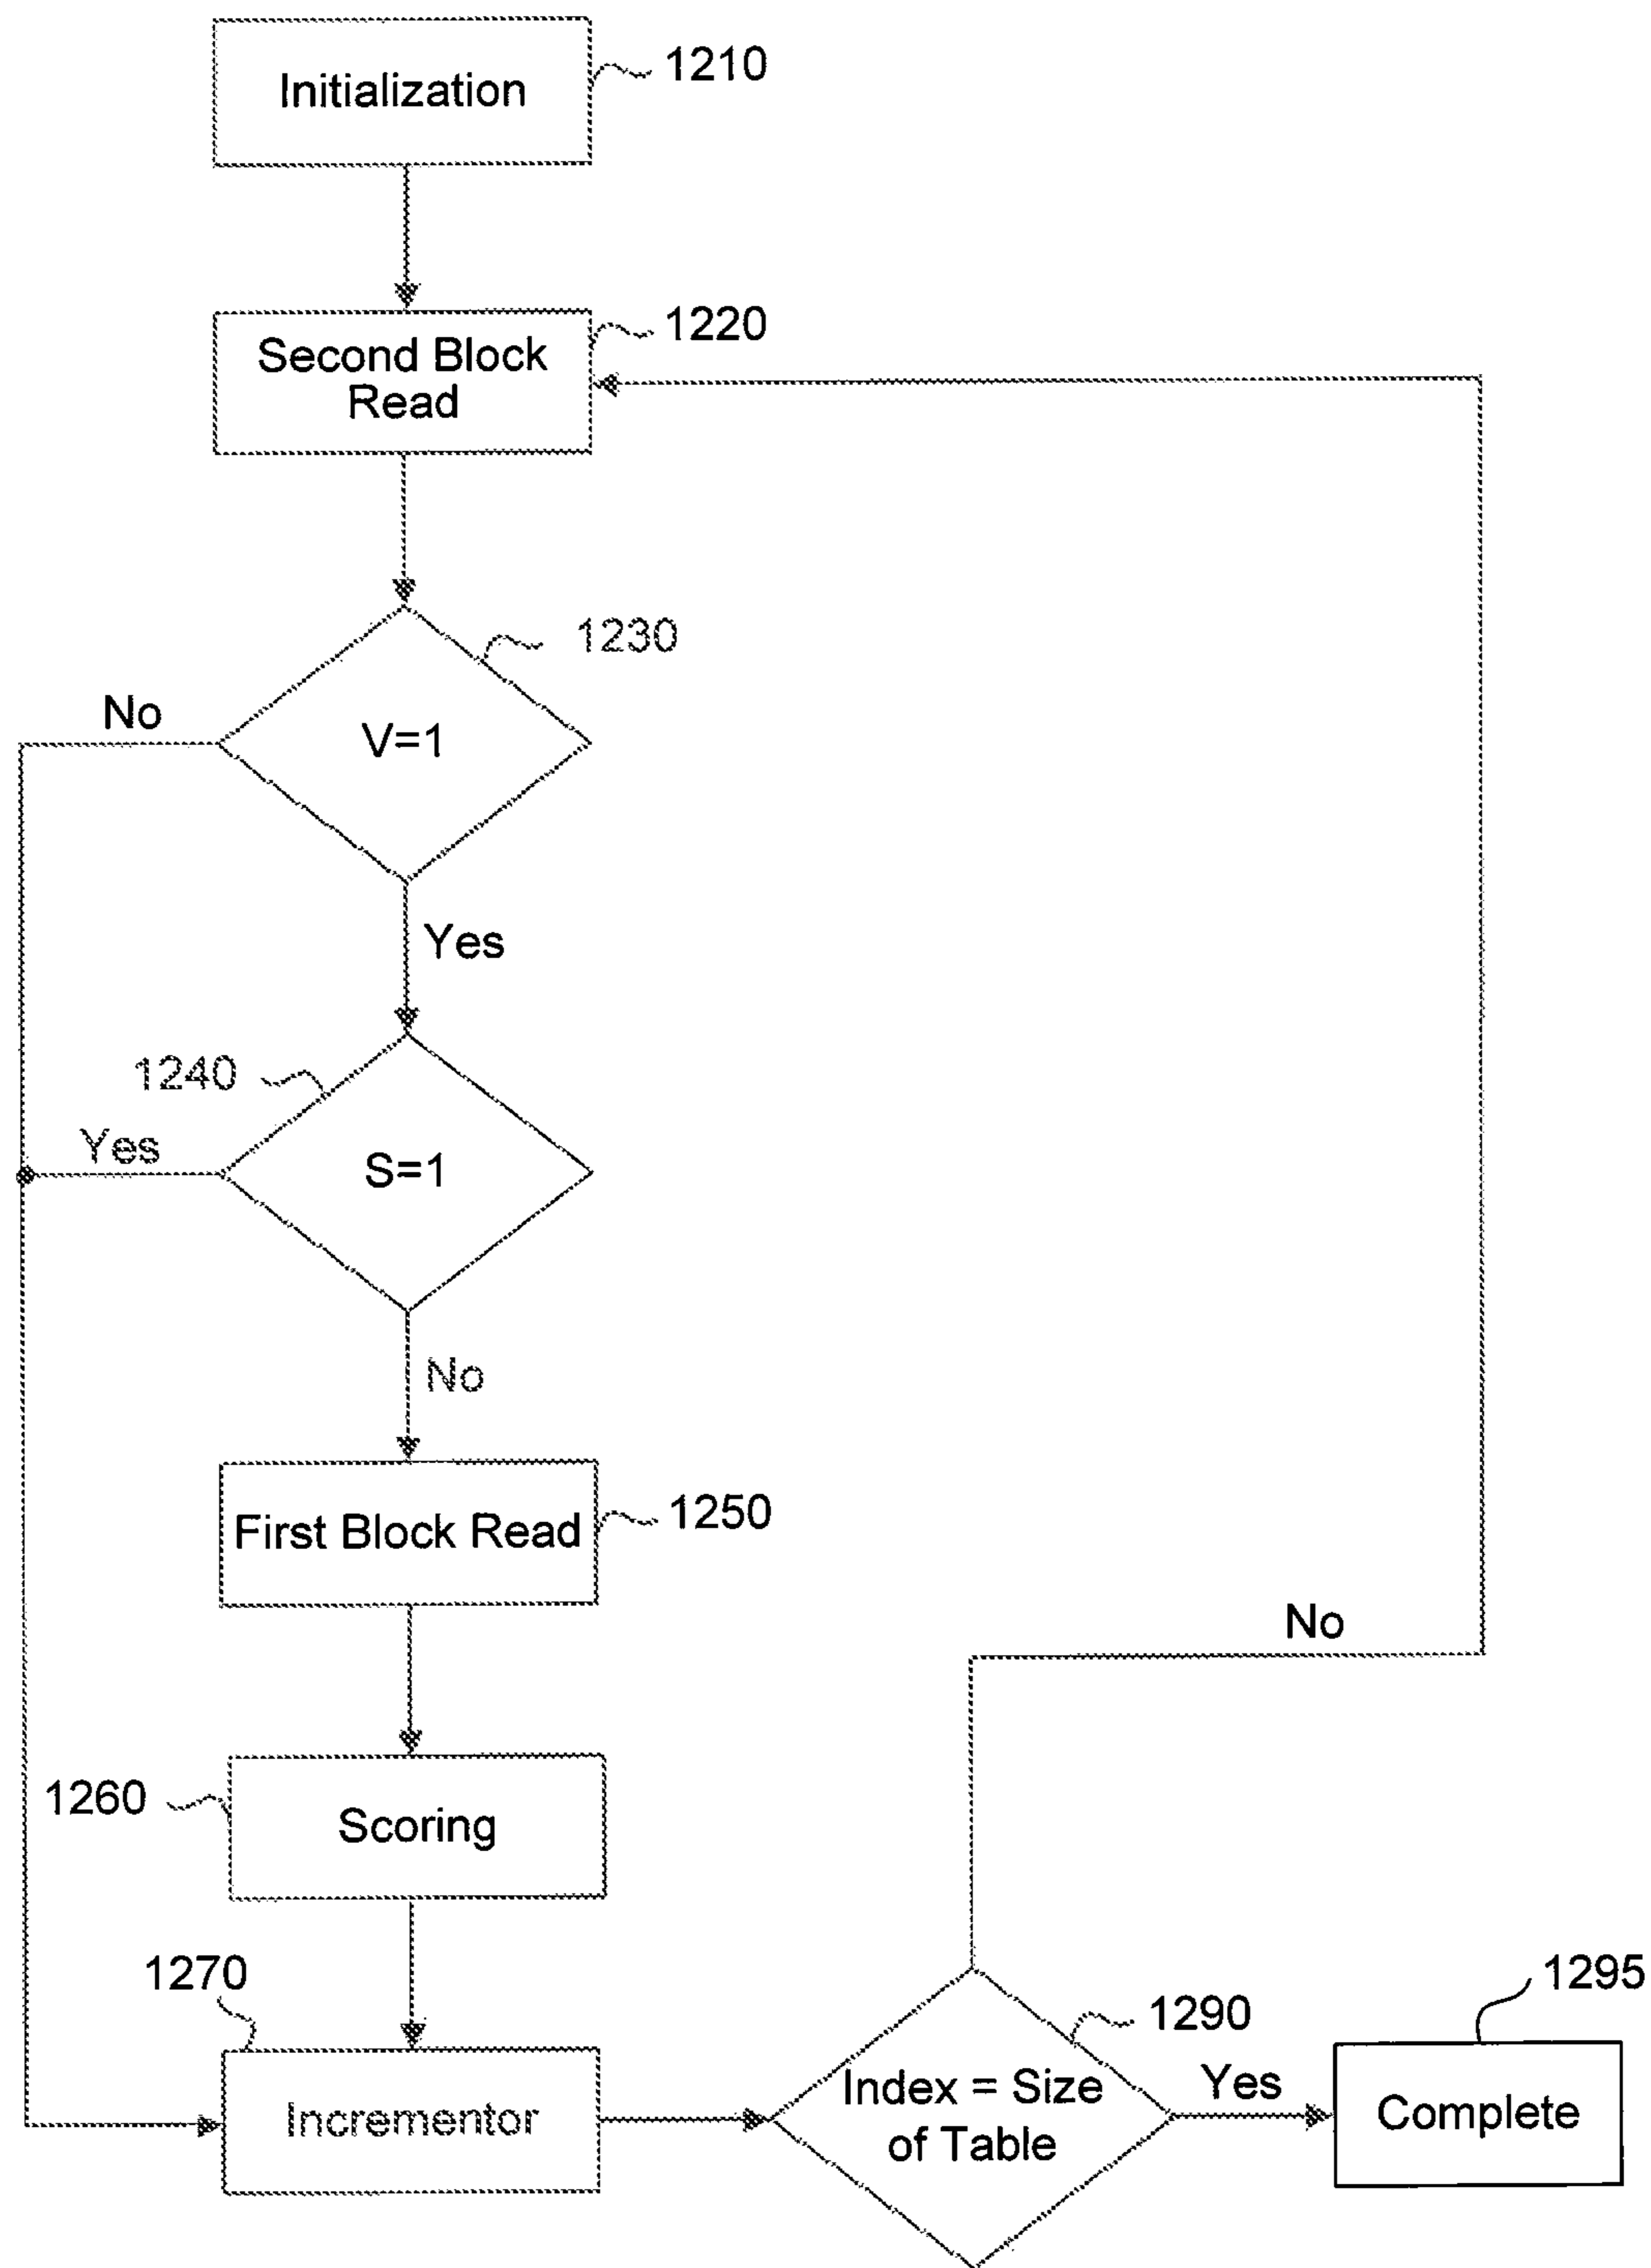 Initialization
1210
Second Block
Read
1220
1230
No
V=1
Yes
1240
Yes
S=1
No
First Block Read
1250
No
1260
Scoring
1270
Incrementor
1290
Index = Size
of Table
Yes
1295
Complete